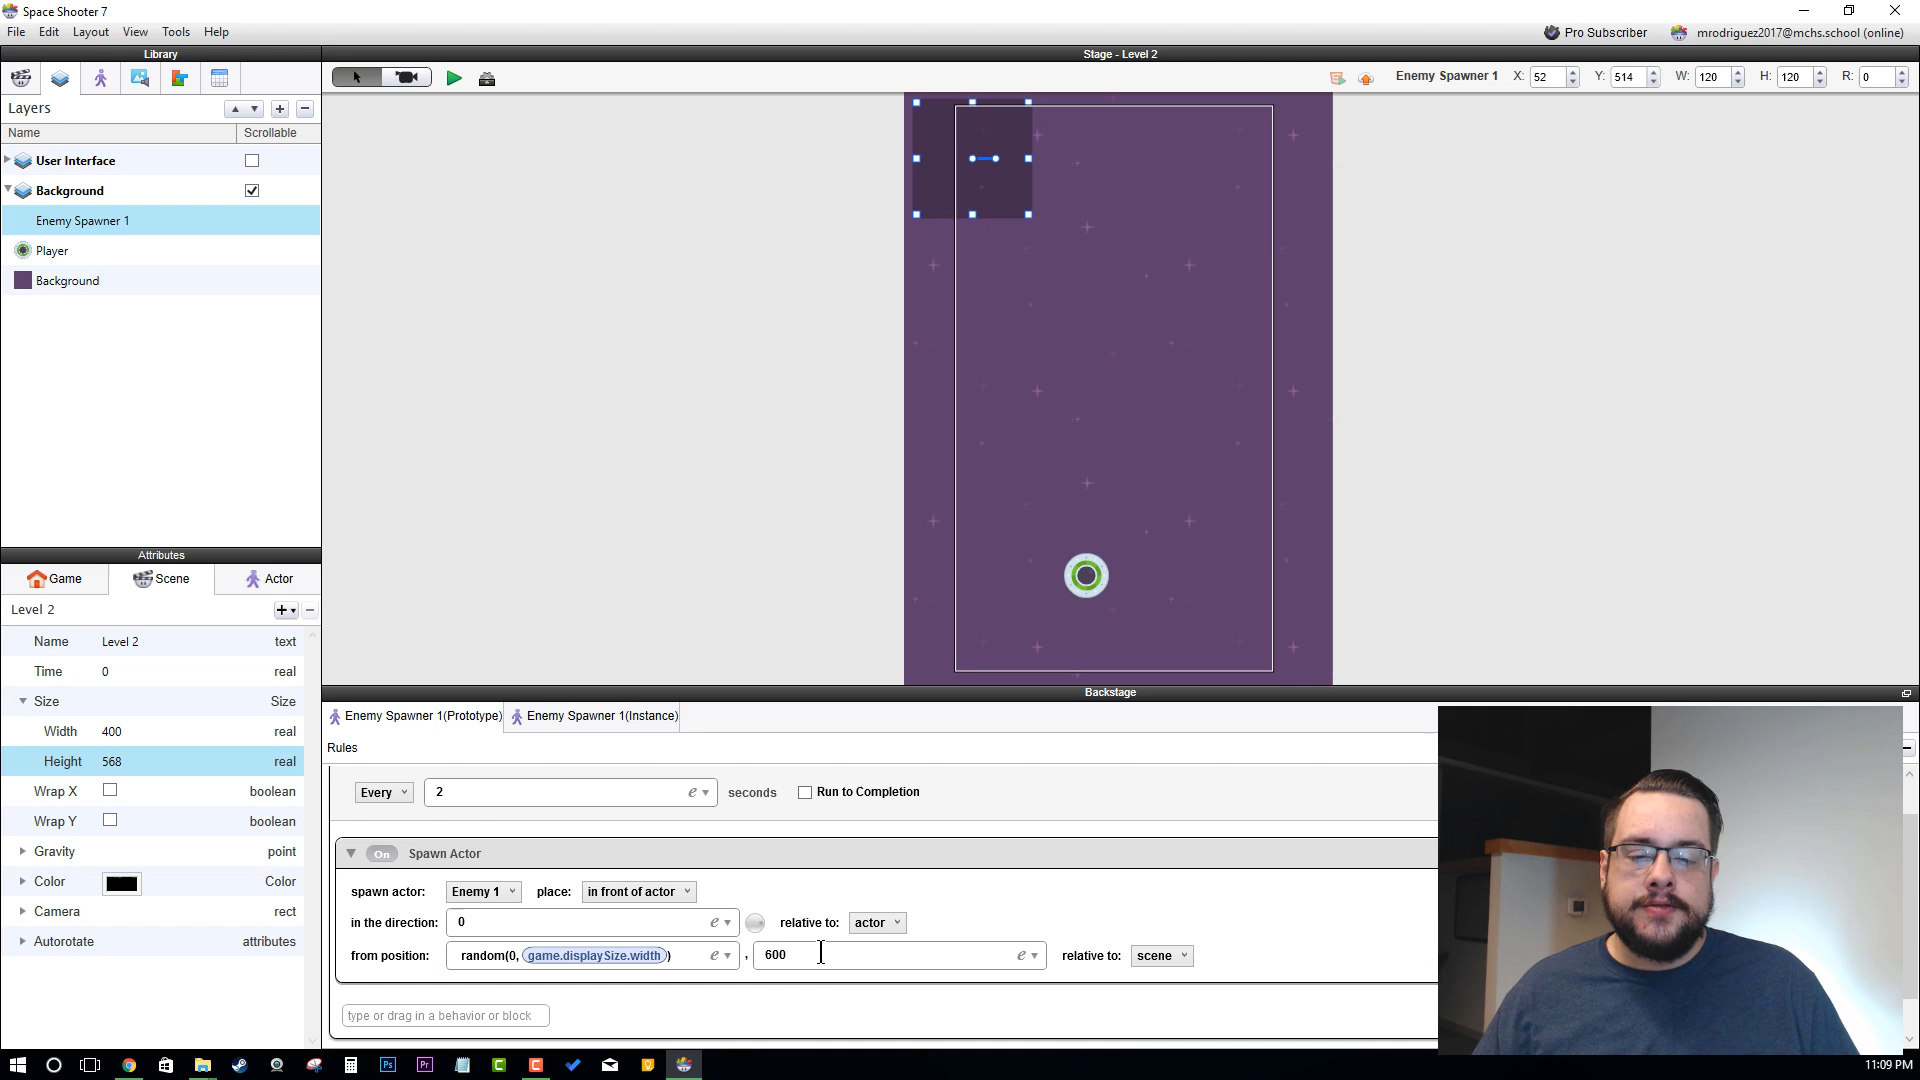 Space Shooter 7
File Edit Layout View Tools Help
Pro Subscriber
mrodriguez2017@mchs.school (online)
Library
Stage - Level 2
Enemy Spawner 1 X: 52 Y: 514 W: 120 H: 120 R: 0
Layers
Name Scrollable
User Interface
Background
Enemy Spawner 1
Player
Background
Attributes
Game Scene Actor
Level 2
Name Level 2 text
Time 0 real
Size Size
Width 400 real
Height 568 real
Wrap X boolean
Wrap Y boolean
Gravity point
Color Color
Camera rect
Autorotate attributes
Backstage
Enemy Spawner 1(Prototype) Enemy Spawner 1(Instance)
Rules
Every 2 e seconds Run to Completion
On Spawn Actor
spawn actor: Enemy 1 place: in front of actor
in the direction: 0 e relative to: actor
from position: random(0, game.displaySize.width ) e , 600 e relative to: scene
type or drag in a behavior or block
Ps Pr C C
11:09 PM